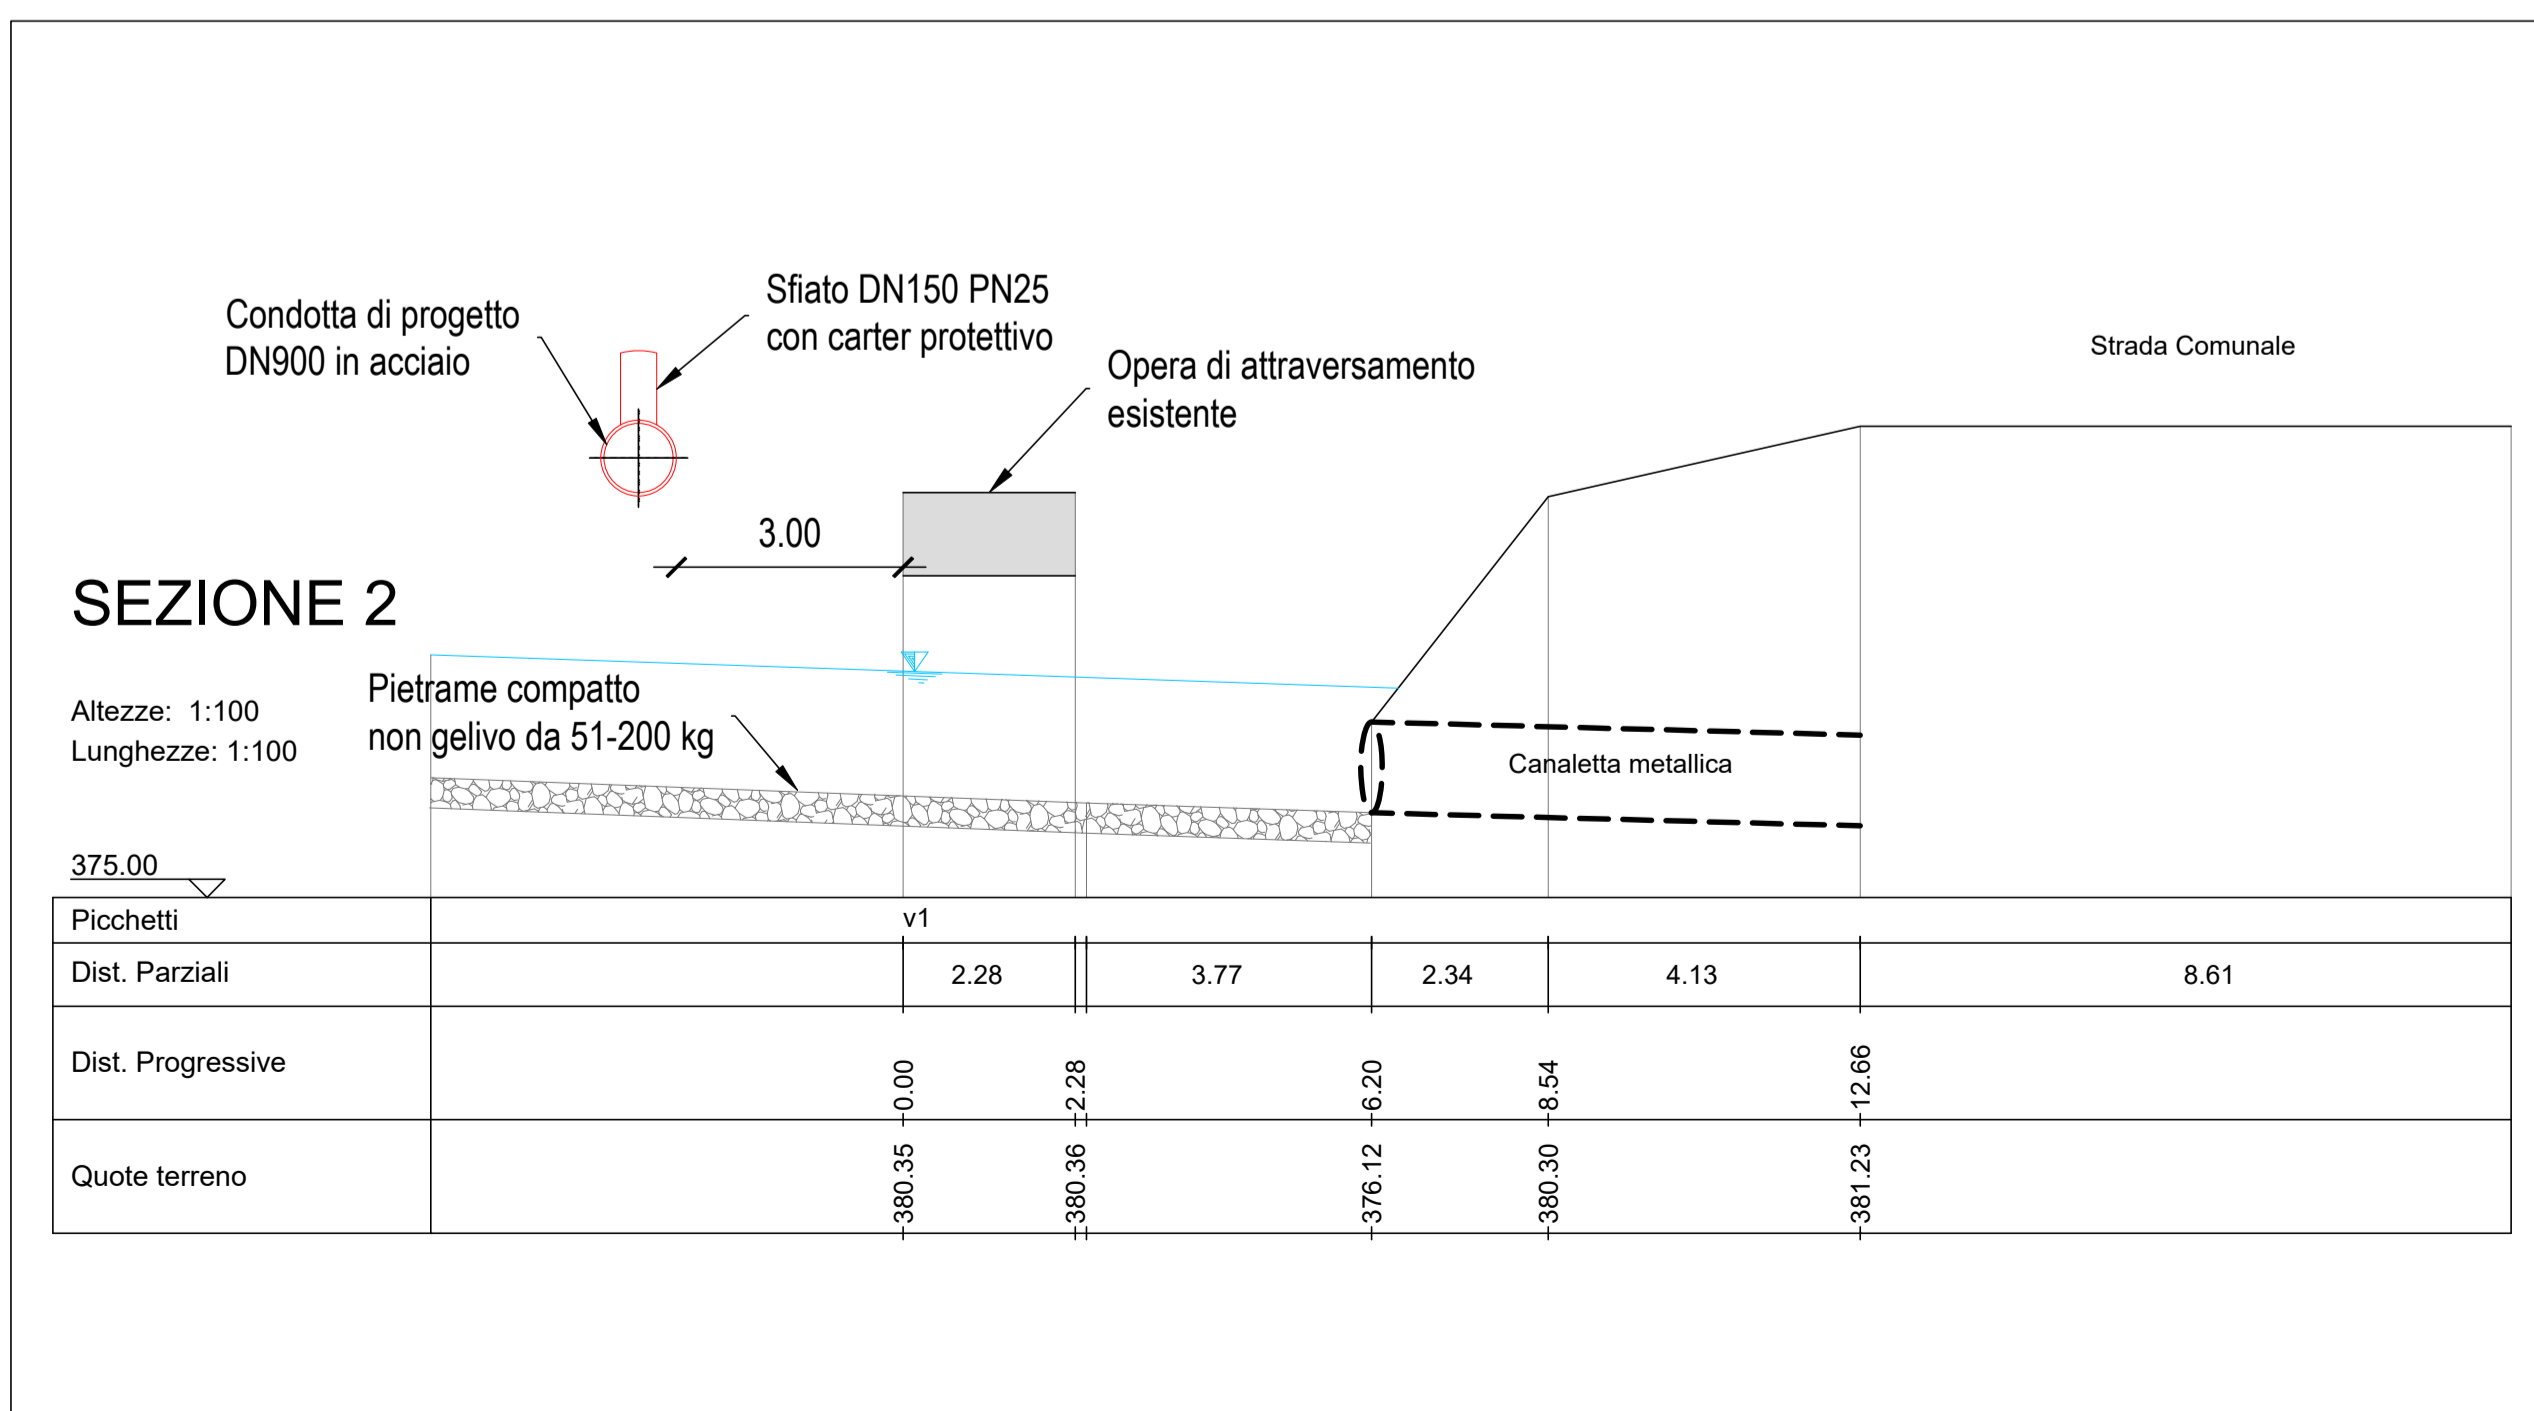 Sfiato DN150 PN25
con carter protettivo
Condotta di progetto
DN900 in acciaio
Strada Comunale
Opera di attraversamento
esistente
3.00
SEZIONE 2
Pietrame compatto
non gelivo da 51-200 kg
Altezze: 1:100
Lunghezze: 1:100
Canaletta metallica
375.00
Picchetti v1
Dist. Parziali 2.28 3.77 2.34 4.13 8.61
Dist. Progressive 0.00 2.28 6.20 8.54 12.66
Quote terreno 380.35 380.36 376.12 380.30 381.23